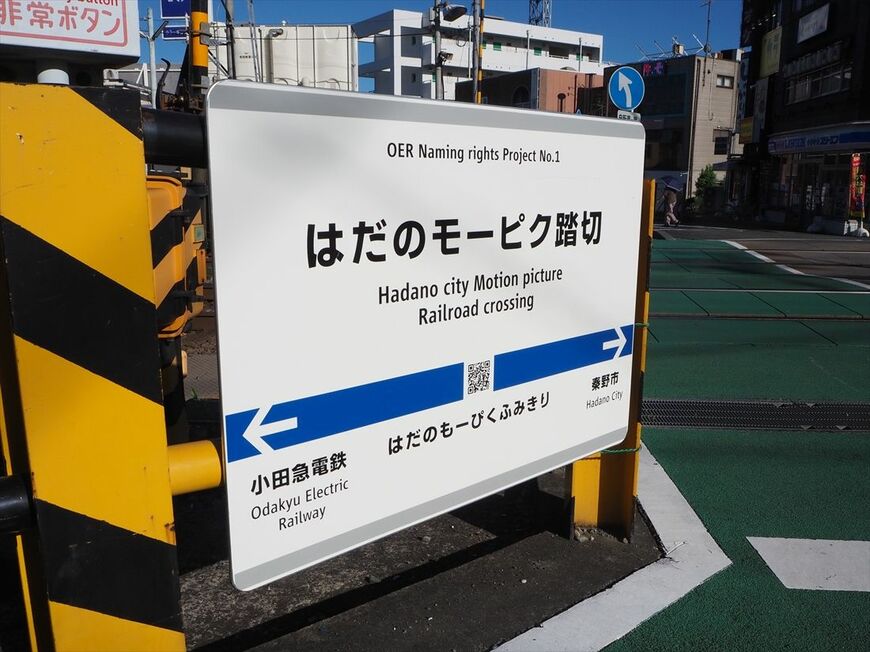 非常ボタン
OER Naming rights Project No.1
はだのモーピク踏切
Hadano city Motion picture
Railroad crossing
はだのもーぴくふみきり
小田急電鉄
Odakyu Electric
Railway
秦野市
Hadano City
LAWSON